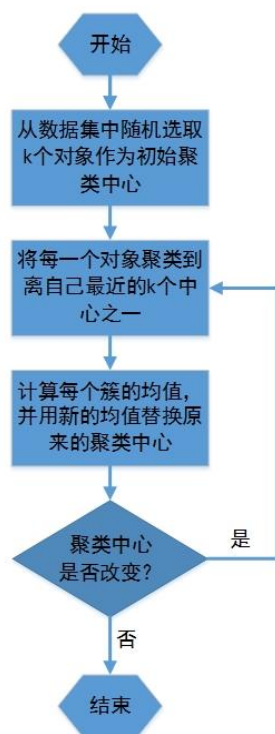 开始
从数据集中随机选取
k个对象作为初始聚
类中心
将每一个对象聚类到
离自己最近的k个中
心之一
计算每个簇的均值,
并用新的均值替换原
来的聚类中心
聚类中心
是否改变?
是
否
结束